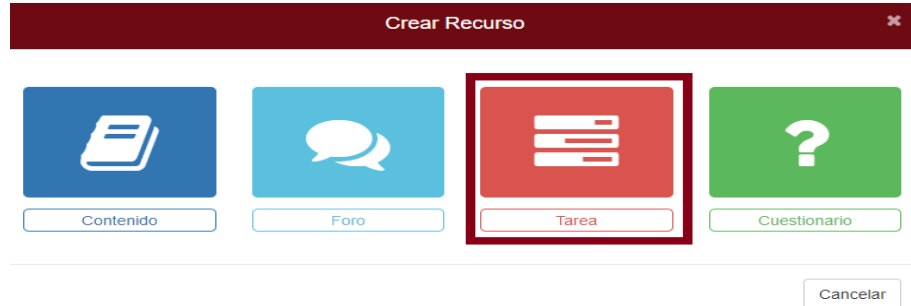 Crear Recurso
Contenido
Foro
Tarea
Cuestionario
Cancelar